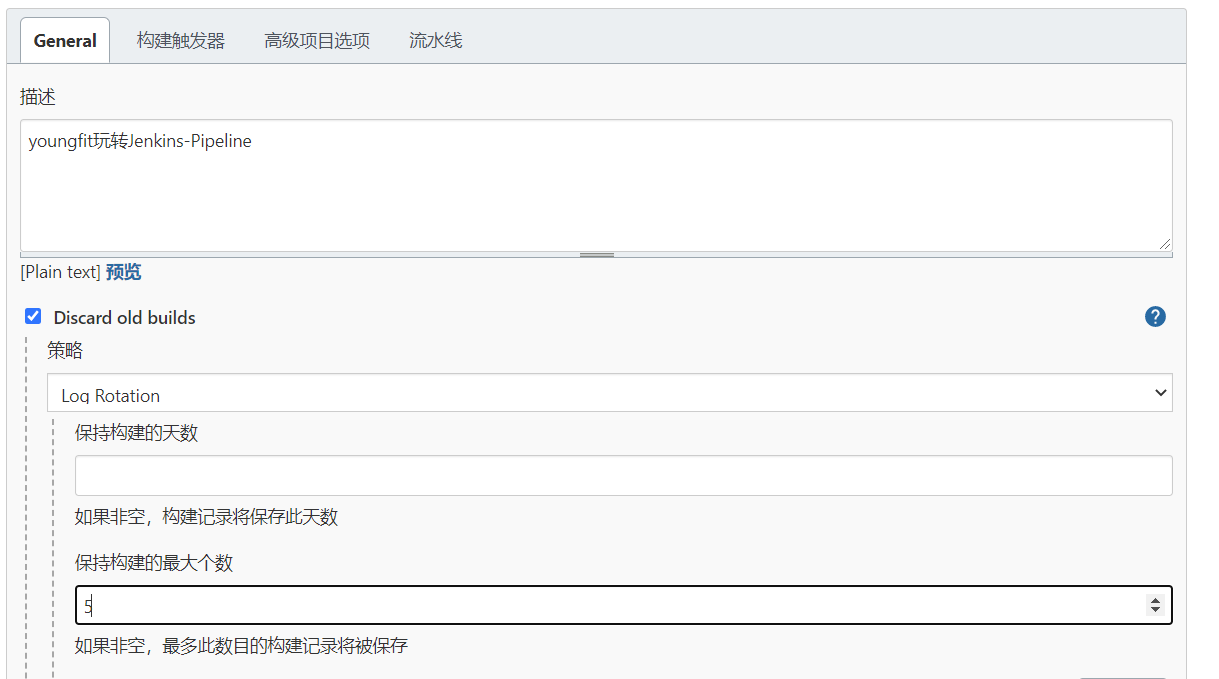 General 构建触发器 高级项目选项 流水线
描述
youngfit玩转Jenkins-Pipeline
[Plain text] 预览
Discard old builds
?
策略
Log Rotation
保持构建的天数
如果非空，构建记录将保存此天数
保持构建的最大个数
5
如果非空，最多此数目的构建记录将被保存